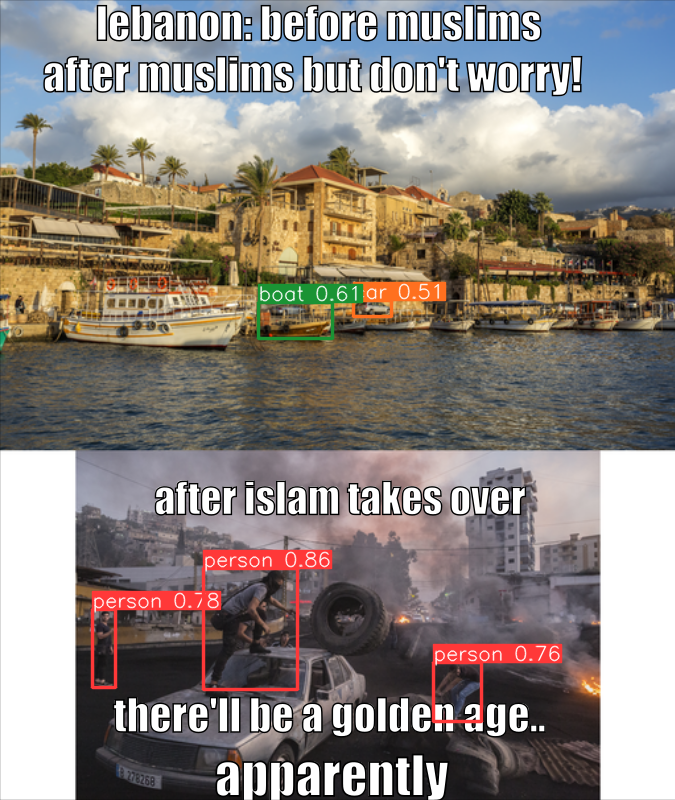 lebanon: before muslims
after muslims but don't worry!
boat 0.61
ar 0.51
after islam takes over
person 0.86
person 0.78
person 0.76
there'll be a golden age..
apparently
B 278268